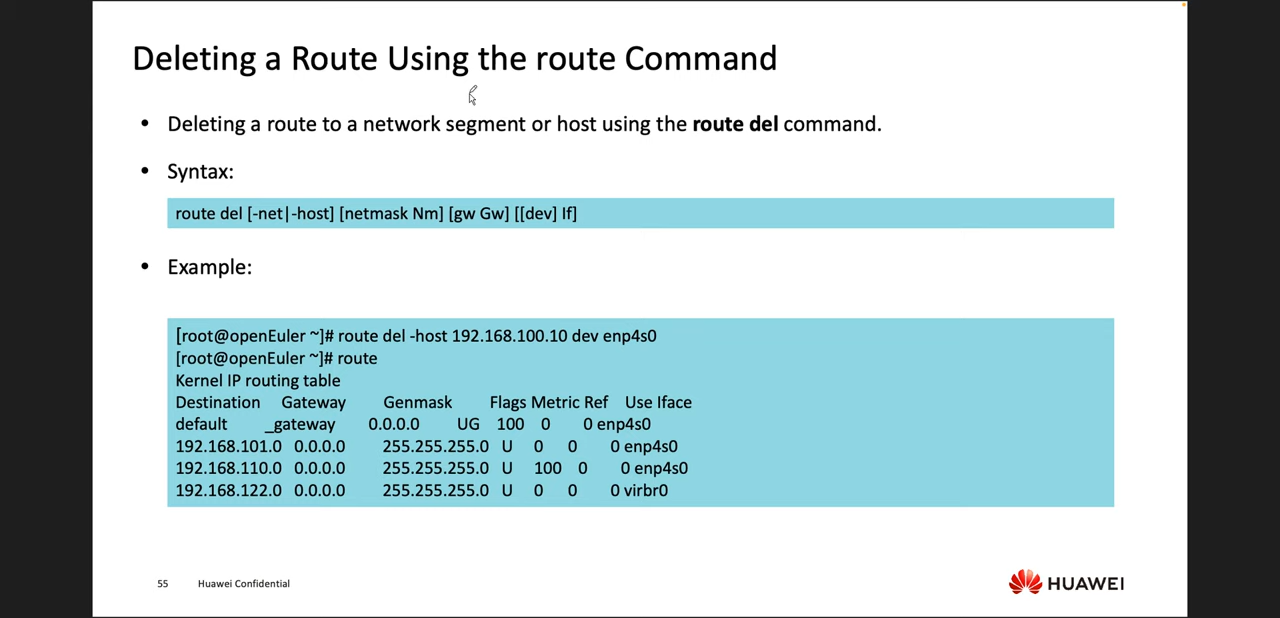 Deleting a Route Using the route Command
• Deleting a route to a network segment or host using the route del command.
• Syntax:
route del [-net|-host] [netmask Nm] [gw Gw] [[dev] If]
• Example:
[root@openEuler ~]# route del -host 192.168.100.10 dev enp4s0
[root@openEuler ~]# route
Kernel IP routing table
Destination Gateway Genmask Flags Metric Ref Use Iface
default _gateway 0.0.0.0 UG 100 0 0 enp4s0
192.168.101.0 0.0.0.0 255.255.255.0 U 0 0 0 enp4s0
192.168.110.0 0.0.0.0 255.255.255.0 U 100 0 0 enp4s0
192.168.122.0 0.0.0.0 255.255.255.0 U 0 0 0 virbr0
55 Huawei Confidential
HUAWEI